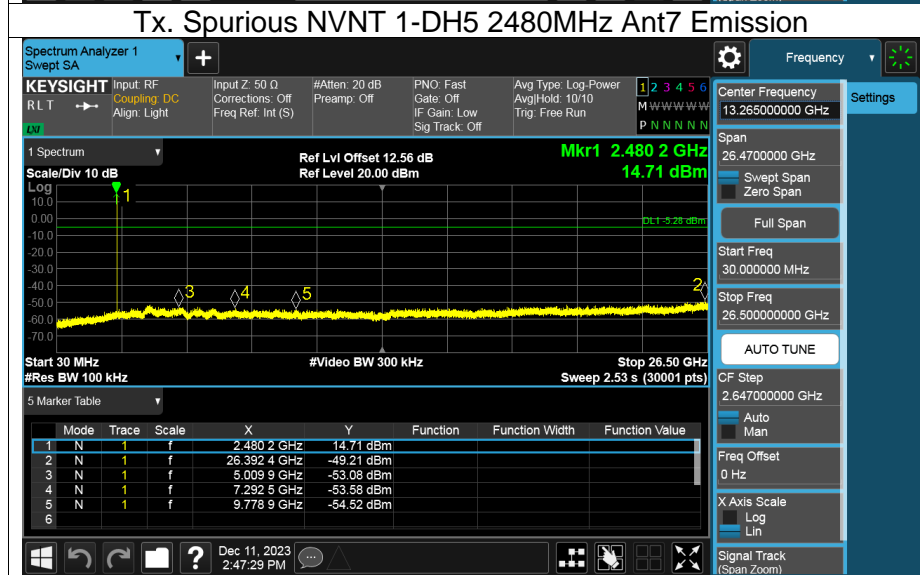 Tx. Spurious NVNT 1-DH5 2480MHz Ant7 Emission
Spectrum Analyzer 1
Swept SA
+
Frequency
KEYSIGHT
RLT
LXI
Input: RF
Coupling: DC
Align: Light
Input Z: 50 Ω
Corrections: Off
Freq Ref: Int (S)
#Atten: 20 dB
Preamp: Off
PNO: Fast
Gate: Off
IF Gain: Low
Sig Track: Off
Avg Type: Log-Power
Avg|Hold: 10/10
Trig: Free Run
1 2 3 4 5 6
M W W W W W
P N N N N N
1 Spectrum
Scale/Div 10 dB
Ref Lvl Offset 12.56 dB
Ref Level 20.00 dBm
Mkr1 2.480 2 GHz
14.71 dBm
Log
10.0
0.00
-10.0
-20.0
-30.0
-40.0
-50.0
-60.0
-70.0
DL1 -5.28 dBm
1
3
4
5
2
Start 30 MHz
#Video BW 300 kHz
Stop 26.50 GHz
#Res BW 100 kHz
Sweep 2.53 s (30001 pts)
5 Marker Table
Mode Trace Scale X Y Function Function Width Function Value
1 N 1 f 2.480 2 GHz 14.71 dBm
2 N 1 f 26.392 4 GHz -49.21 dBm
3 N 1 f 5.009 9 GHz -53.08 dBm
4 N 1 f 7.292 5 GHz -53.58 dBm
5 N 1 f 9.778 9 GHz -54.52 dBm
6
?
Dec 11, 2023
2:47:29 PM
Center Frequency
13.265000000 GHz
Settings
Span
26.4700000 GHz
Swept Span
Zero Span
Full Span
Start Freq
30.000000 MHz
Stop Freq
26.500000000 GHz
AUTO TUNE
CF Step
2.647000000 GHz
Auto
Man
Freq Offset
0 Hz
X Axis Scale
Log
Lin
Signal Track
(Span Zoom)